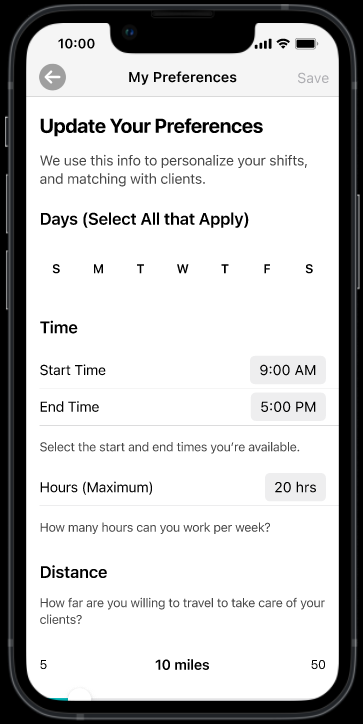 10:00
My Preferences
Save
Update Your Preferences
We use this info to personalize your shifts,
and matching with clients.
Days (Select All that Apply)
S M T W T F S
Time
Start Time 9:00 AM
End Time 5:00 PM
Select the start and end times you're available.
Hours (Maximum) 20 hrs
How many hours can you work per week?
Distance
How far are you willing to travel to take care of your
clients?
5 10 miles 50